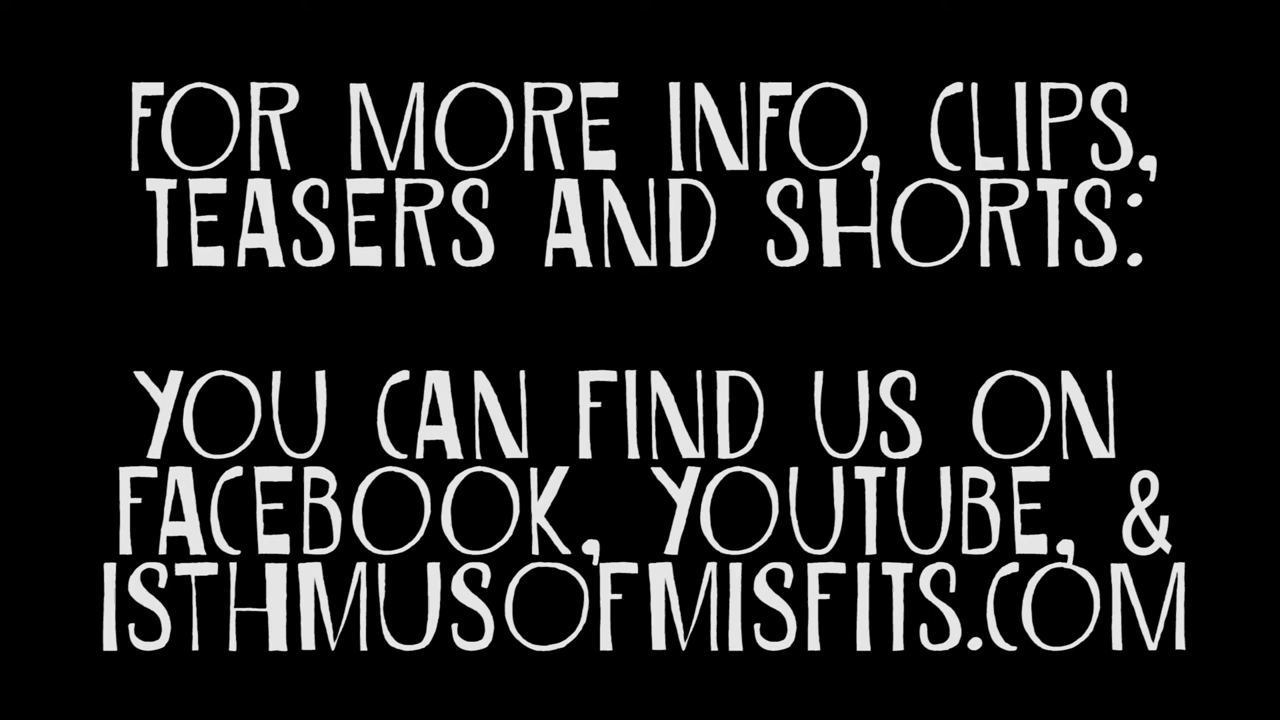 FOR MORE INFO, CLIPS,
TEASERS AND SHORTS:
YOU CAN FIND US ON
FACEBOOK, YOUTUBE, &
ISTHMUSOFMISFITS.COM